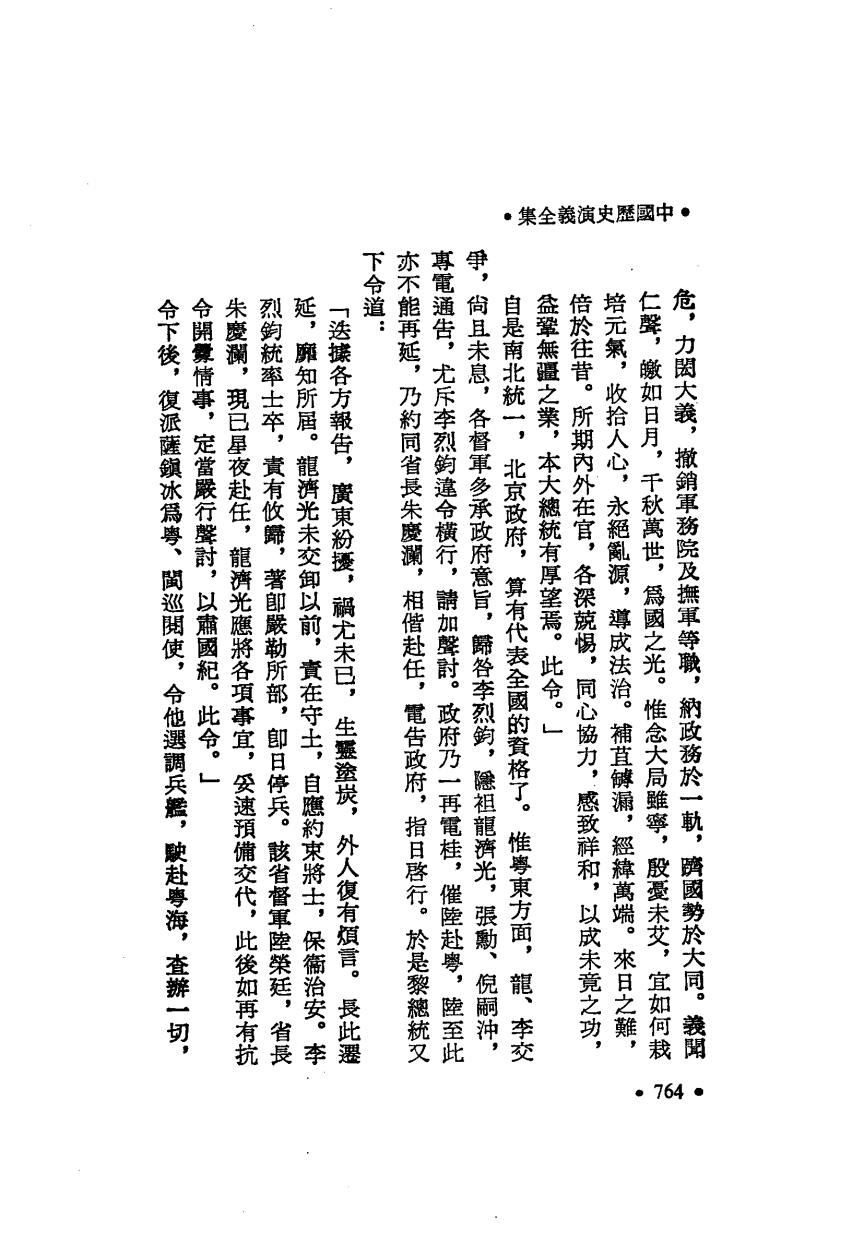 •中國歷史演義全集•
危，力閎大義，撤銷軍務院及撫軍等職，納政務於一軌，躋國勢於大同。義聞
仁聲，皦如日月，千秋萬世，爲國之光。惟念大局雖寧，殷憂未艾，宜如何栽
培元氣，收拾人心，永絕亂源，導成法治。補苴罅漏，經緯萬端。來日之難，
倍於往昔。所期內外在官，各深兢惕，同心協力，感致祥和，以成未竟之功，
益鞏無疆之業，本大總統有厚望焉。此令。」
自是南北統一，北京政府，算有代表全國的資格了。惟粵東方面，龍、李交
爭，尚且未息，各督軍多承政府意旨，歸咎李烈鈞，隱袒龍濟光，張勳、倪嗣沖，
專電通告，尤斥李烈鈞違令橫行，請加聲討。政府乃一再電桂，催陸赴粵，陸至此
亦不能再延，乃約同省長朱慶瀾，相偕赴任，電告政府，指日啓行。於是黎總統又
下令道：
「迭據各方報告，廣東紛擾，禍尤未已，生靈塗炭，外人復有煩言。長此遷
延，靡知所屆。龍濟光未交卸以前，責在守土，自應約束將士，保衞治安。李
烈鈞統率士卒，責有攸歸，著卽嚴勒所部，卽日停兵。該省督軍陸榮廷，省長
朱慶瀾，現已星夜赴任，龍濟光應將各項事宜，妥速預備交代，此後如再有抗
令開釁情事，定當嚴行聲討，以肅國紀。此令。」
令下後，復派薩鎭冰爲粵、閩巡閱使，令他選調兵艦，駛赴粵海，查辦一切，
•764•